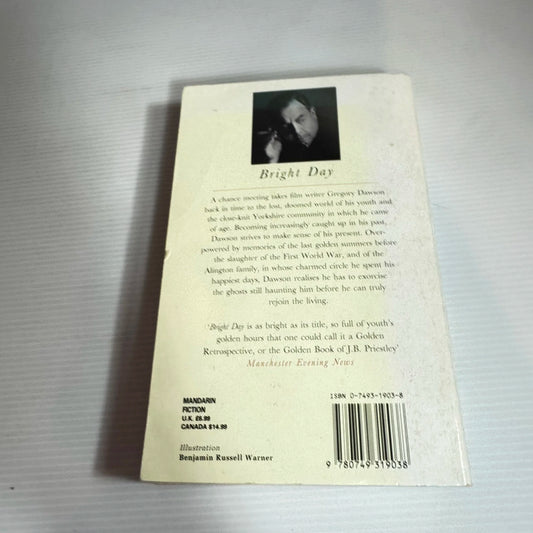 Bright Day
A chance meeting takes film writer Gregory Dawson
back in time to the lost, doomed world of his youth and
the close-knit Yorkshire community in which he came
of age. Becoming increasingly caught up in his past,
Dawson strives to make sense of his present. Over-
powered by memories of the last golden summers before
the slaughter of the First World War, and of the
Alington family, in whose charmed circle he spent his
happiest days, Dawson realises he has to exorcise
the ghosts still haunting him before he can truly
rejoin the living.
'Bright Day is as bright as its title, so full of youth's
golden hours that one could call it a Golden
Retrospective, or the Golden Book of J.B. Priestley'
Manchester Evening News
ISBN 0-7493-1903-8
MANDARIN
FICTION
U.K. £6.99
CANADA $14.99
Illustration
Benjamin Russell Warner
9 780749 319038